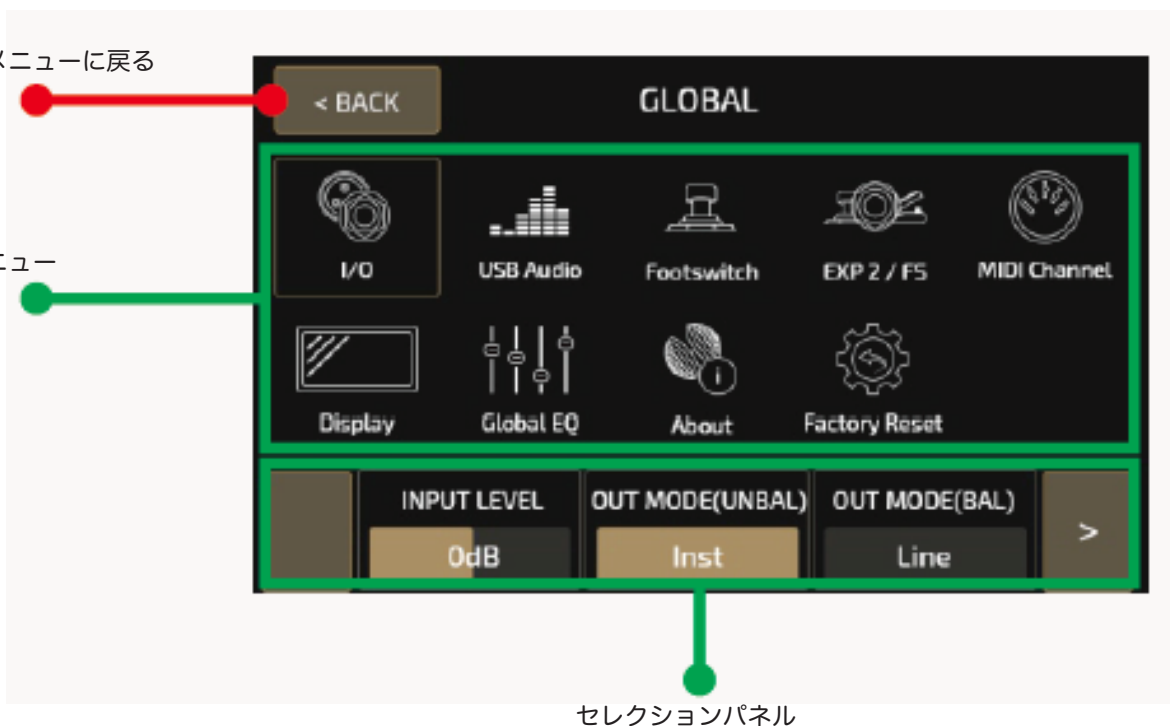 メニューに戻る
< BACK
GLOBAL
I/O
USB Audio
Footswitch
EXP 2 / FS
MIDI Channel
ニュー
Display
Global EQ
About
Factory Reset
INPUT LEVEL
OUT MODE(UNBAL)
OUT MODE(BAL)
0dB
Inst
Line
>
セレクションパネル